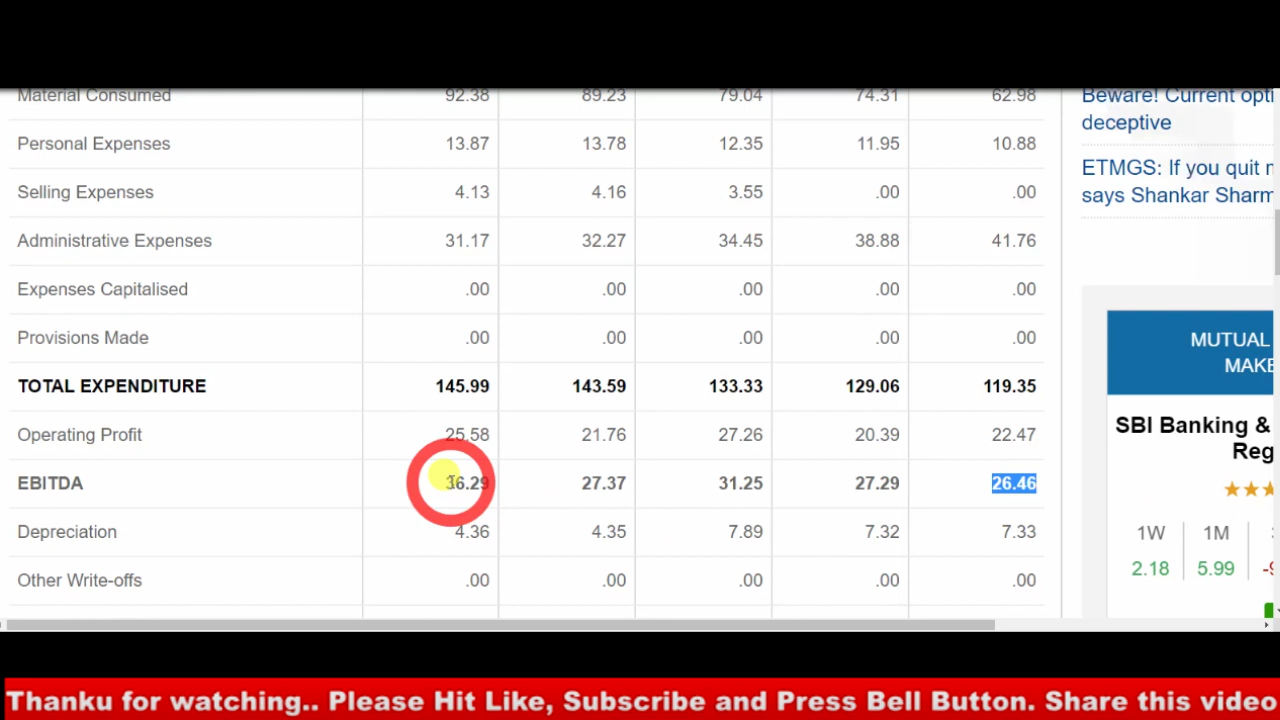 Material Consumed 92.38 89.23 79.04 74.31 62.98
Personal Expenses 13.87 13.78 12.35 11.95 10.88
Selling Expenses 4.13 4.16 3.55 .00 .00
Administrative Expenses 31.17 32.27 34.45 38.88 41.76
Expenses Capitalised .00 .00 .00 .00 .00
Provisions Made .00 .00 .00 .00 .00
TOTAL EXPENDITURE 145.99 143.59 133.33 129.06 119.35
Operating Profit 25.58 21.76 27.26 20.39 22.47
EBITDA 36.29 27.37 31.25 27.29 26.46
Depreciation 4.36 4.35 7.89 7.32 7.33
Other Write-offs .00 .00 .00 .00 .00
Beware! Current opti
deceptive
ETMGS: If you quit
says Shankar Sharm
MUTUAL
MAKE
SBI Banking &
Reg
1W 1M
2.18 5.99
Thanku for watching.. Please Hit Like, Subscribe and Press Bell Button. Share this video